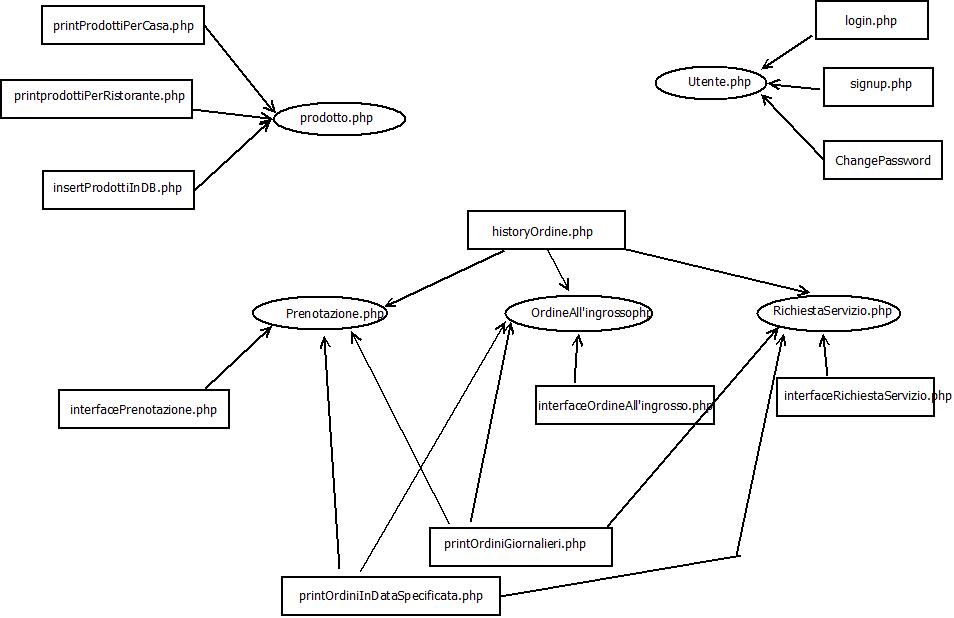 printProdottiPerCasa.php
login.php
printprodottiPerRistorante.php
Utente.php
signup.php
prodotto.php
ChangePassword
insertProdottiInDB.php
historyOrdine.php
Prenotazione.php
OrdineAll'ingrossophp
RichiestaServizio.php
interfacePrenotazione.php
interfaceOrdineAll'ingrosso.php
interfaceRichiestaServizio.php
printOrdiniGiornalieri.php
printOrdiniInDataSpecificata.php